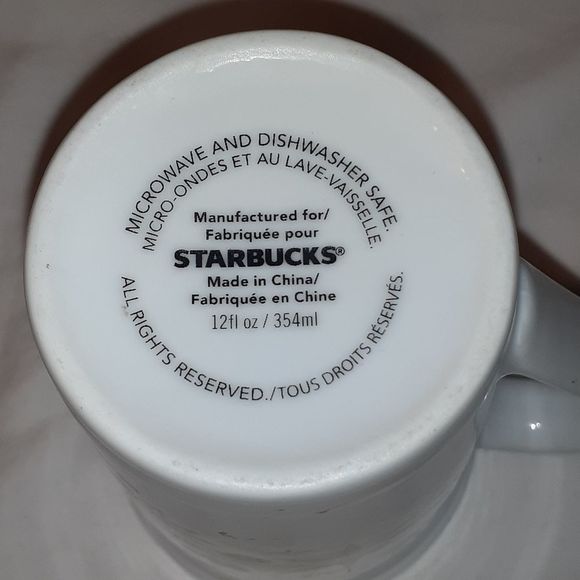 MICROWAVE AND DISHWASHER SAFE.
MICRO-ONDES ET AU LAVE-VAISSELLE.
Manufactured for/
Fabriquée pour
STARBUCKS®
Made in China/
Fabriquée en Chine
12fl oz / 354ml
ALL RIGHTS RESERVED./TOUS DROITS RÉSERVÉS.